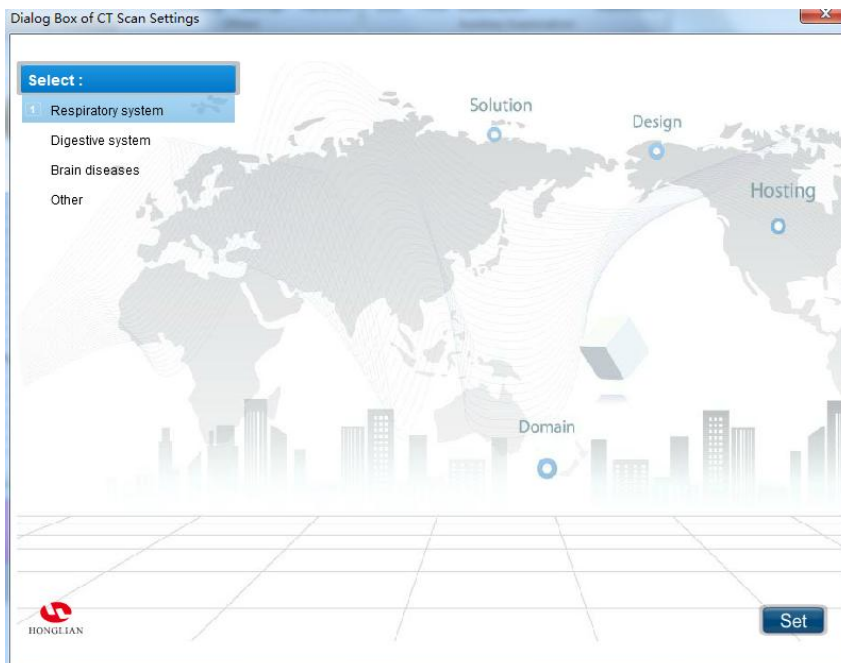 Dialog Box of CT Scan Settings
Select :
1 Respiratory system
Digestive system
Brain diseases
Other
Solution
Design
Hosting
Domain
HONGLIAN
Set